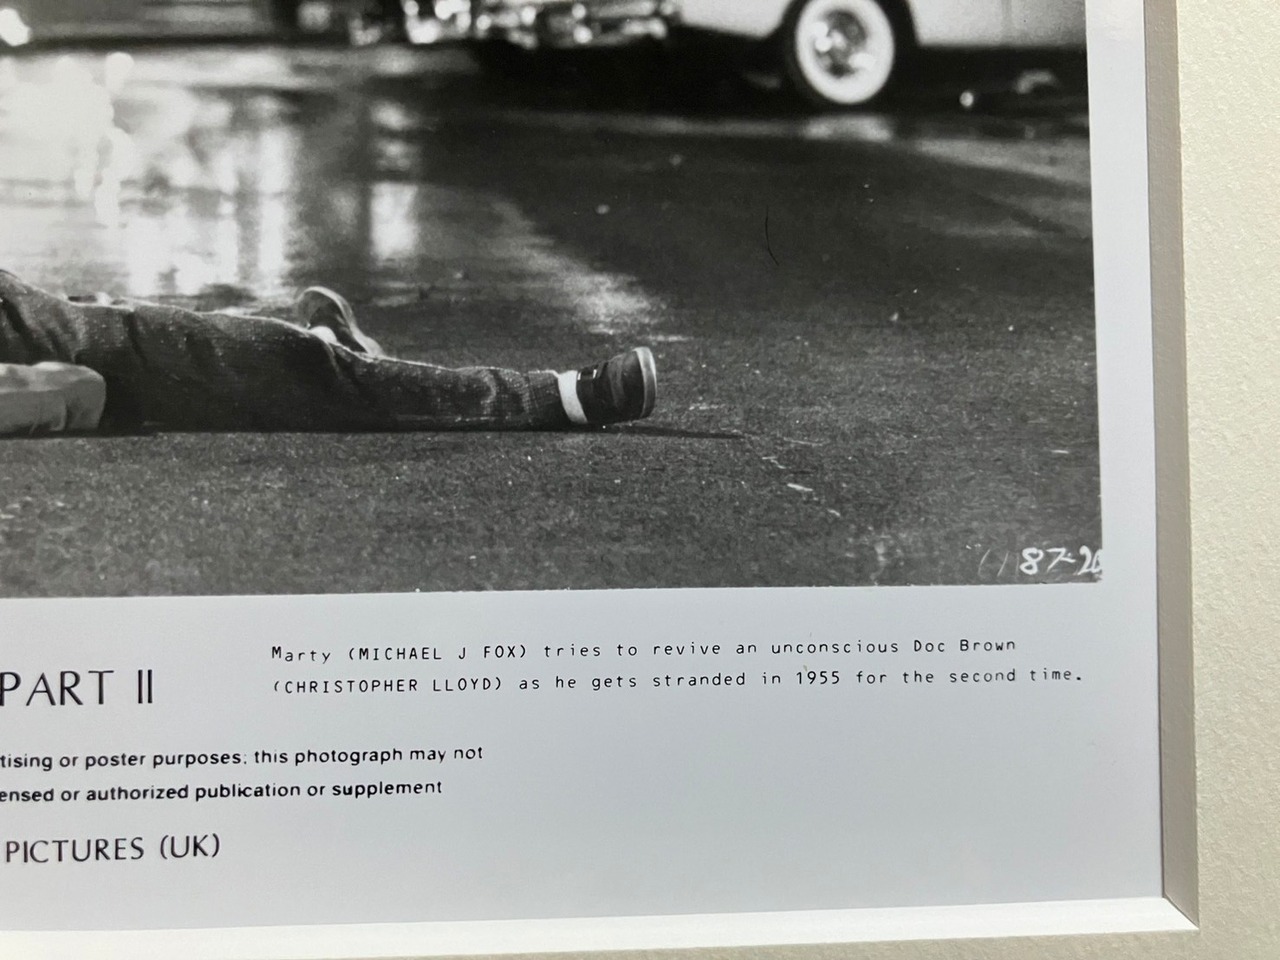 87-20
Marty (MICHAEL J FOX) tries to revive an unconscious Doc Brown
(CHRISTOPHER LLOYD) as he gets stranded in 1955 for the second time.
PART II
tising or poster purposes; this photograph may not
ensed or authorized publication or supplement
PICTURES (UK)